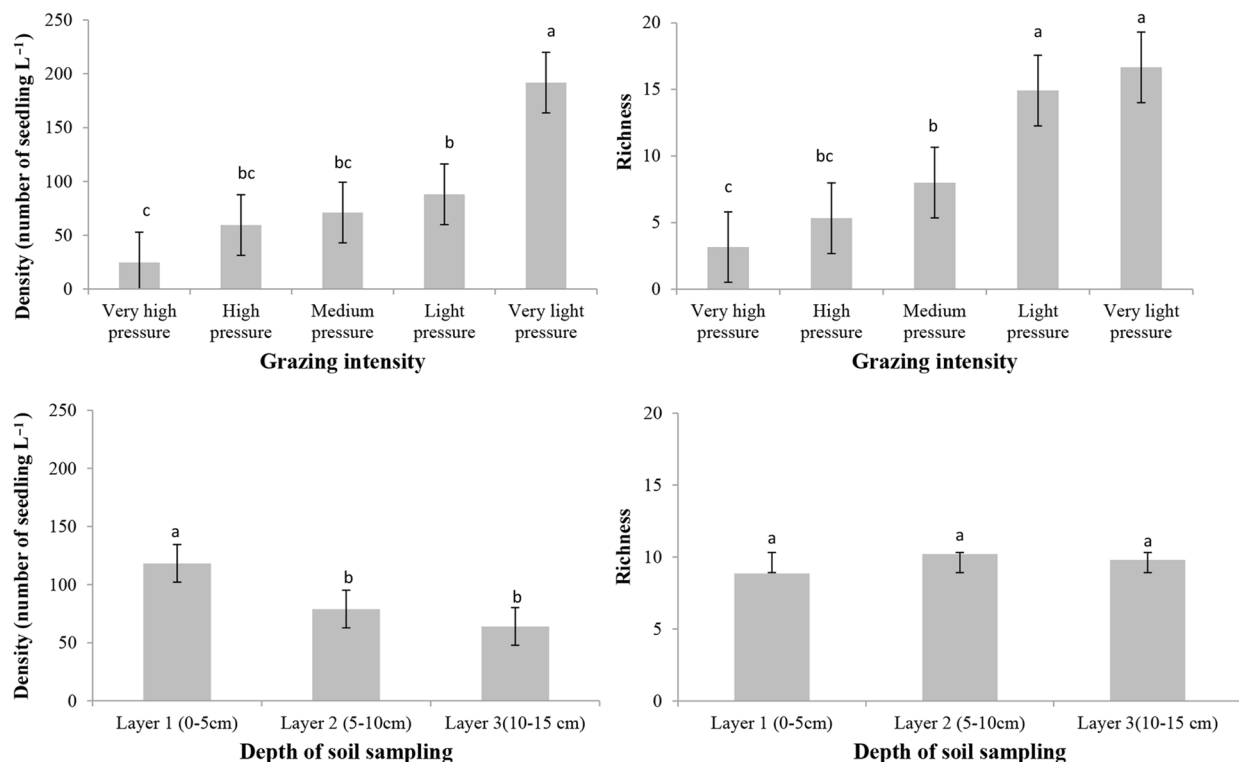 Density (number of seedling L⁻¹)
250
200
150
100
50
0
c
bc
bc
b
a
Very high pressure
High pressure
Medium pressure
Light pressure
Very light pressure
Grazing intensity
Richness
20
15
10
5
0
c
bc
b
a
a
Very high pressure
High pressure
Medium pressure
Light pressure
Very light pressure
Grazing intensity
Density (number of seedling L⁻¹)
250
200
150
100
50
0
a
b
b
Layer 1 (0-5cm)
Layer 2 (5-10cm)
Layer 3(10-15 cm)
Depth of soil sampling
Richness
20
15
10
5
0
a
a
a
Layer 1 (0-5cm)
Layer 2 (5-10cm)
Layer 3(10-15 cm)
Depth of soil sampling